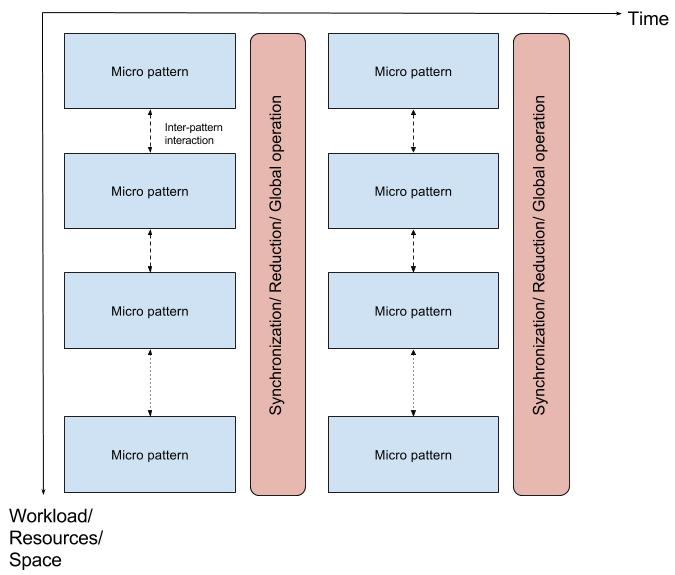 Time
Micro pattern
Inter-pattern
interaction
Micro pattern
Micro pattern
Micro pattern
Synchronization/ Reduction/ Global operation
Micro pattern
Micro pattern
Micro pattern
Micro pattern
Synchronization/ Reduction/ Global operation
Workload/
Resources/
Space